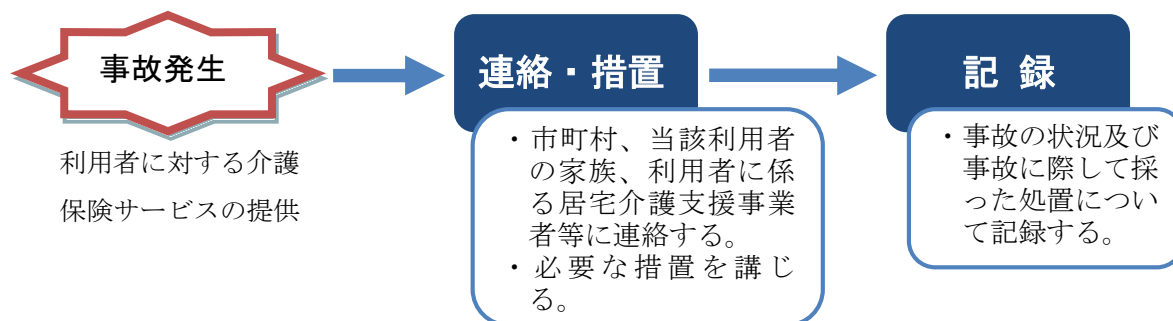 事故発生
利用者に対する介護
保険サービスの提供
連絡・措置
・市町村、当該利用者
の家族、利用者に係
る居宅介護支援事業
者等に連絡する。
・必要な措置を講じ
る。
記 録
・事故の状況及び
事故に際して採
った処置につい
て記録する。